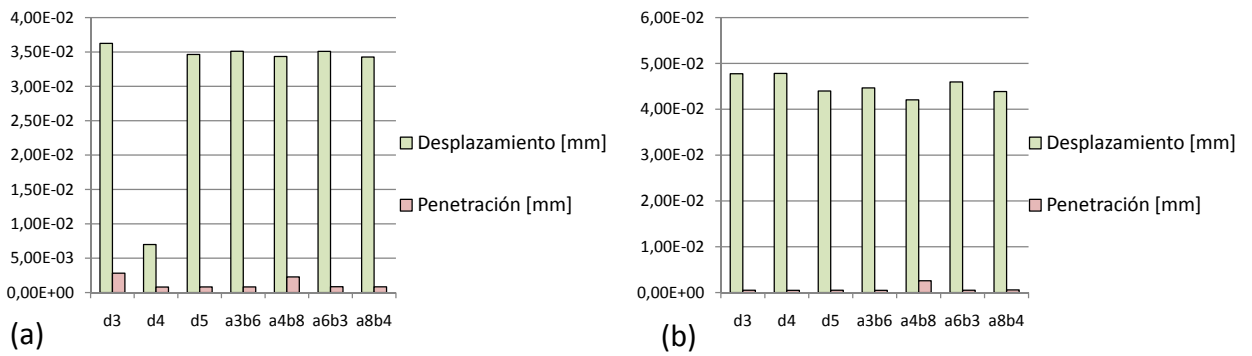 4,00E-02
3,50E-02
3,00E-02
2,50E-02
2,00E-02
1,50E-02
1,00E-02
5,00E-03
0,00E+00
d3 d4 d5 a3b6 a4b8 a6b3 a8b4
Desplazamiento [mm]
Penetración [mm]
(a)
6,00E-02
5,00E-02
4,00E-02
3,00E-02
2,00E-02
1,00E-02
0,00E+00
d3 d4 d5 a3b6 a4b8 a6b3 a8b4
Desplazamiento [mm]
Penetración [mm]
(b)